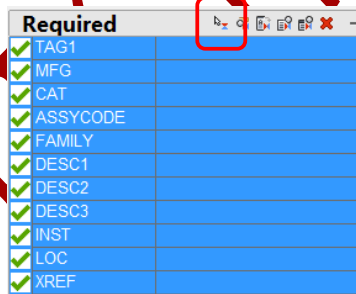 Required
TAG1
MFG
CAT
ASSYCODE
FAMILY
DESC1
DESC2
DESC3
INST
LOC
XREF